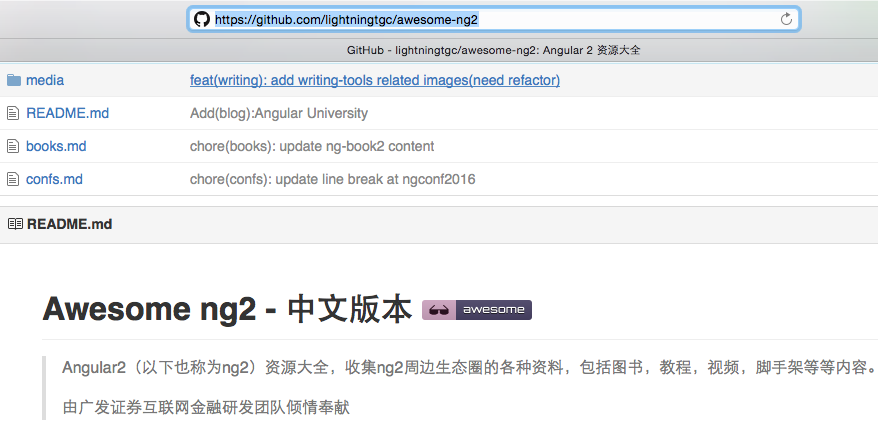 https://github.com/lightningtgc/awesome-ng2
GitHub - lightningtgc/awesome-ng2: Angular 2 资源大全
media feat(writing): add writing-tools related images(need refactor)
README.md Add(blog):Angular University
books.md chore(books): update ng-book2 content
confs.md chore(confs): update line break at ngconf2016
README.md
Awesome ng2 - 中文版本 awesome
Angular2（以下也称为ng2）资源大全，收集ng2周边生态圈的各种资料，包括图书，教程，视频，脚手架等等内容。
由广发证券互联网金融研发团队倾情奉献